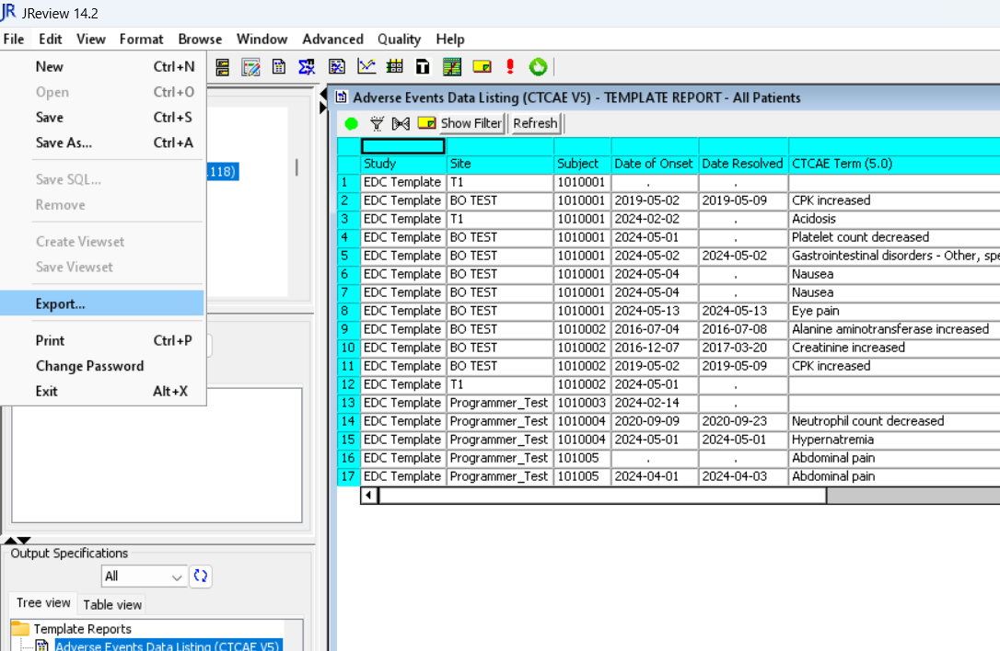 JR JReview 14.2
File Edit View Format Browse Window Advanced Quality Help
New Ctrl+N
Open Ctrl+O
Save Ctrl+S
Save As... Ctrl+A
Save SQL...
Remove
Create Viewset
Save Viewset
Export...
Print Ctrl+P
Change Password
Exit Alt+X
118)
Adverse Events Data Listing (CTCAE V5) - TEMPLATE REPORT - All Patients
Show Filter Refresh
Study Site Subject Date of Onset Date Resolved CTCAE Term (5.0)
1 EDC Template T1 1010001 . .
2 EDC Template BO TEST 1010001 2019-05-02 2019-05-09 CPK increased
3 EDC Template T1 1010001 2024-02-02 . Acidosis
4 EDC Template BO TEST 1010001 2024-05-01 . Platelet count decreased
5 EDC Template BO TEST 1010001 2024-05-02 2024-05-02 Gastrointestinal disorders - Other, spe
6 EDC Template BO TEST 1010001 2024-05-04 . Nausea
7 EDC Template BO TEST 1010001 2024-05-04 . Nausea
8 EDC Template BO TEST 1010001 2024-05-13 2024-05-13 Eye pain
9 EDC Template BO TEST 1010002 2016-07-04 2016-07-08 Alanine aminotransferase increased
10 EDC Template BO TEST 1010002 2016-12-07 2017-03-20 Creatinine increased
11 EDC Template BO TEST 1010002 2019-05-02 2019-05-09 CPK increased
12 EDC Template T1 1010002 2024-05-01 .
13 EDC Template Programmer_Test 1010003 2024-02-14 .
14 EDC Template Programmer_Test 1010004 2020-09-09 2020-09-23 Neutrophil count decreased
15 EDC Template Programmer_Test 1010004 2024-05-01 2024-05-01 Hypernatremia
16 EDC Template Programmer_Test 101005 . . Abdominal pain
17 EDC Template Programmer_Test 101005 2024-04-01 2024-04-03 Abdominal pain
Output Specifications
All
Tree view Table view
Template Reports
Adverse Events Data Listing (CTCAE V5)